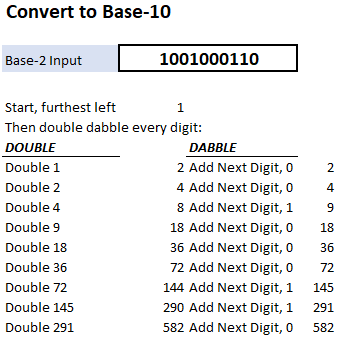 Convert to Base-10
Base-2 Input 1001000110
Start, furthest left 1
Then double dabble every digit:
DOUBLE DABBLE
Double 1 2 Add Next Digit, 0 2
Double 2 4 Add Next Digit, 0 4
Double 4 8 Add Next Digit, 1 9
Double 9 18 Add Next Digit, 0 18
Double 18 36 Add Next Digit, 0 36
Double 36 72 Add Next Digit, 0 72
Double 72 144 Add Next Digit, 1 145
Double 145 290 Add Next Digit, 1 291
Double 291 582 Add Next Digit, 0 582